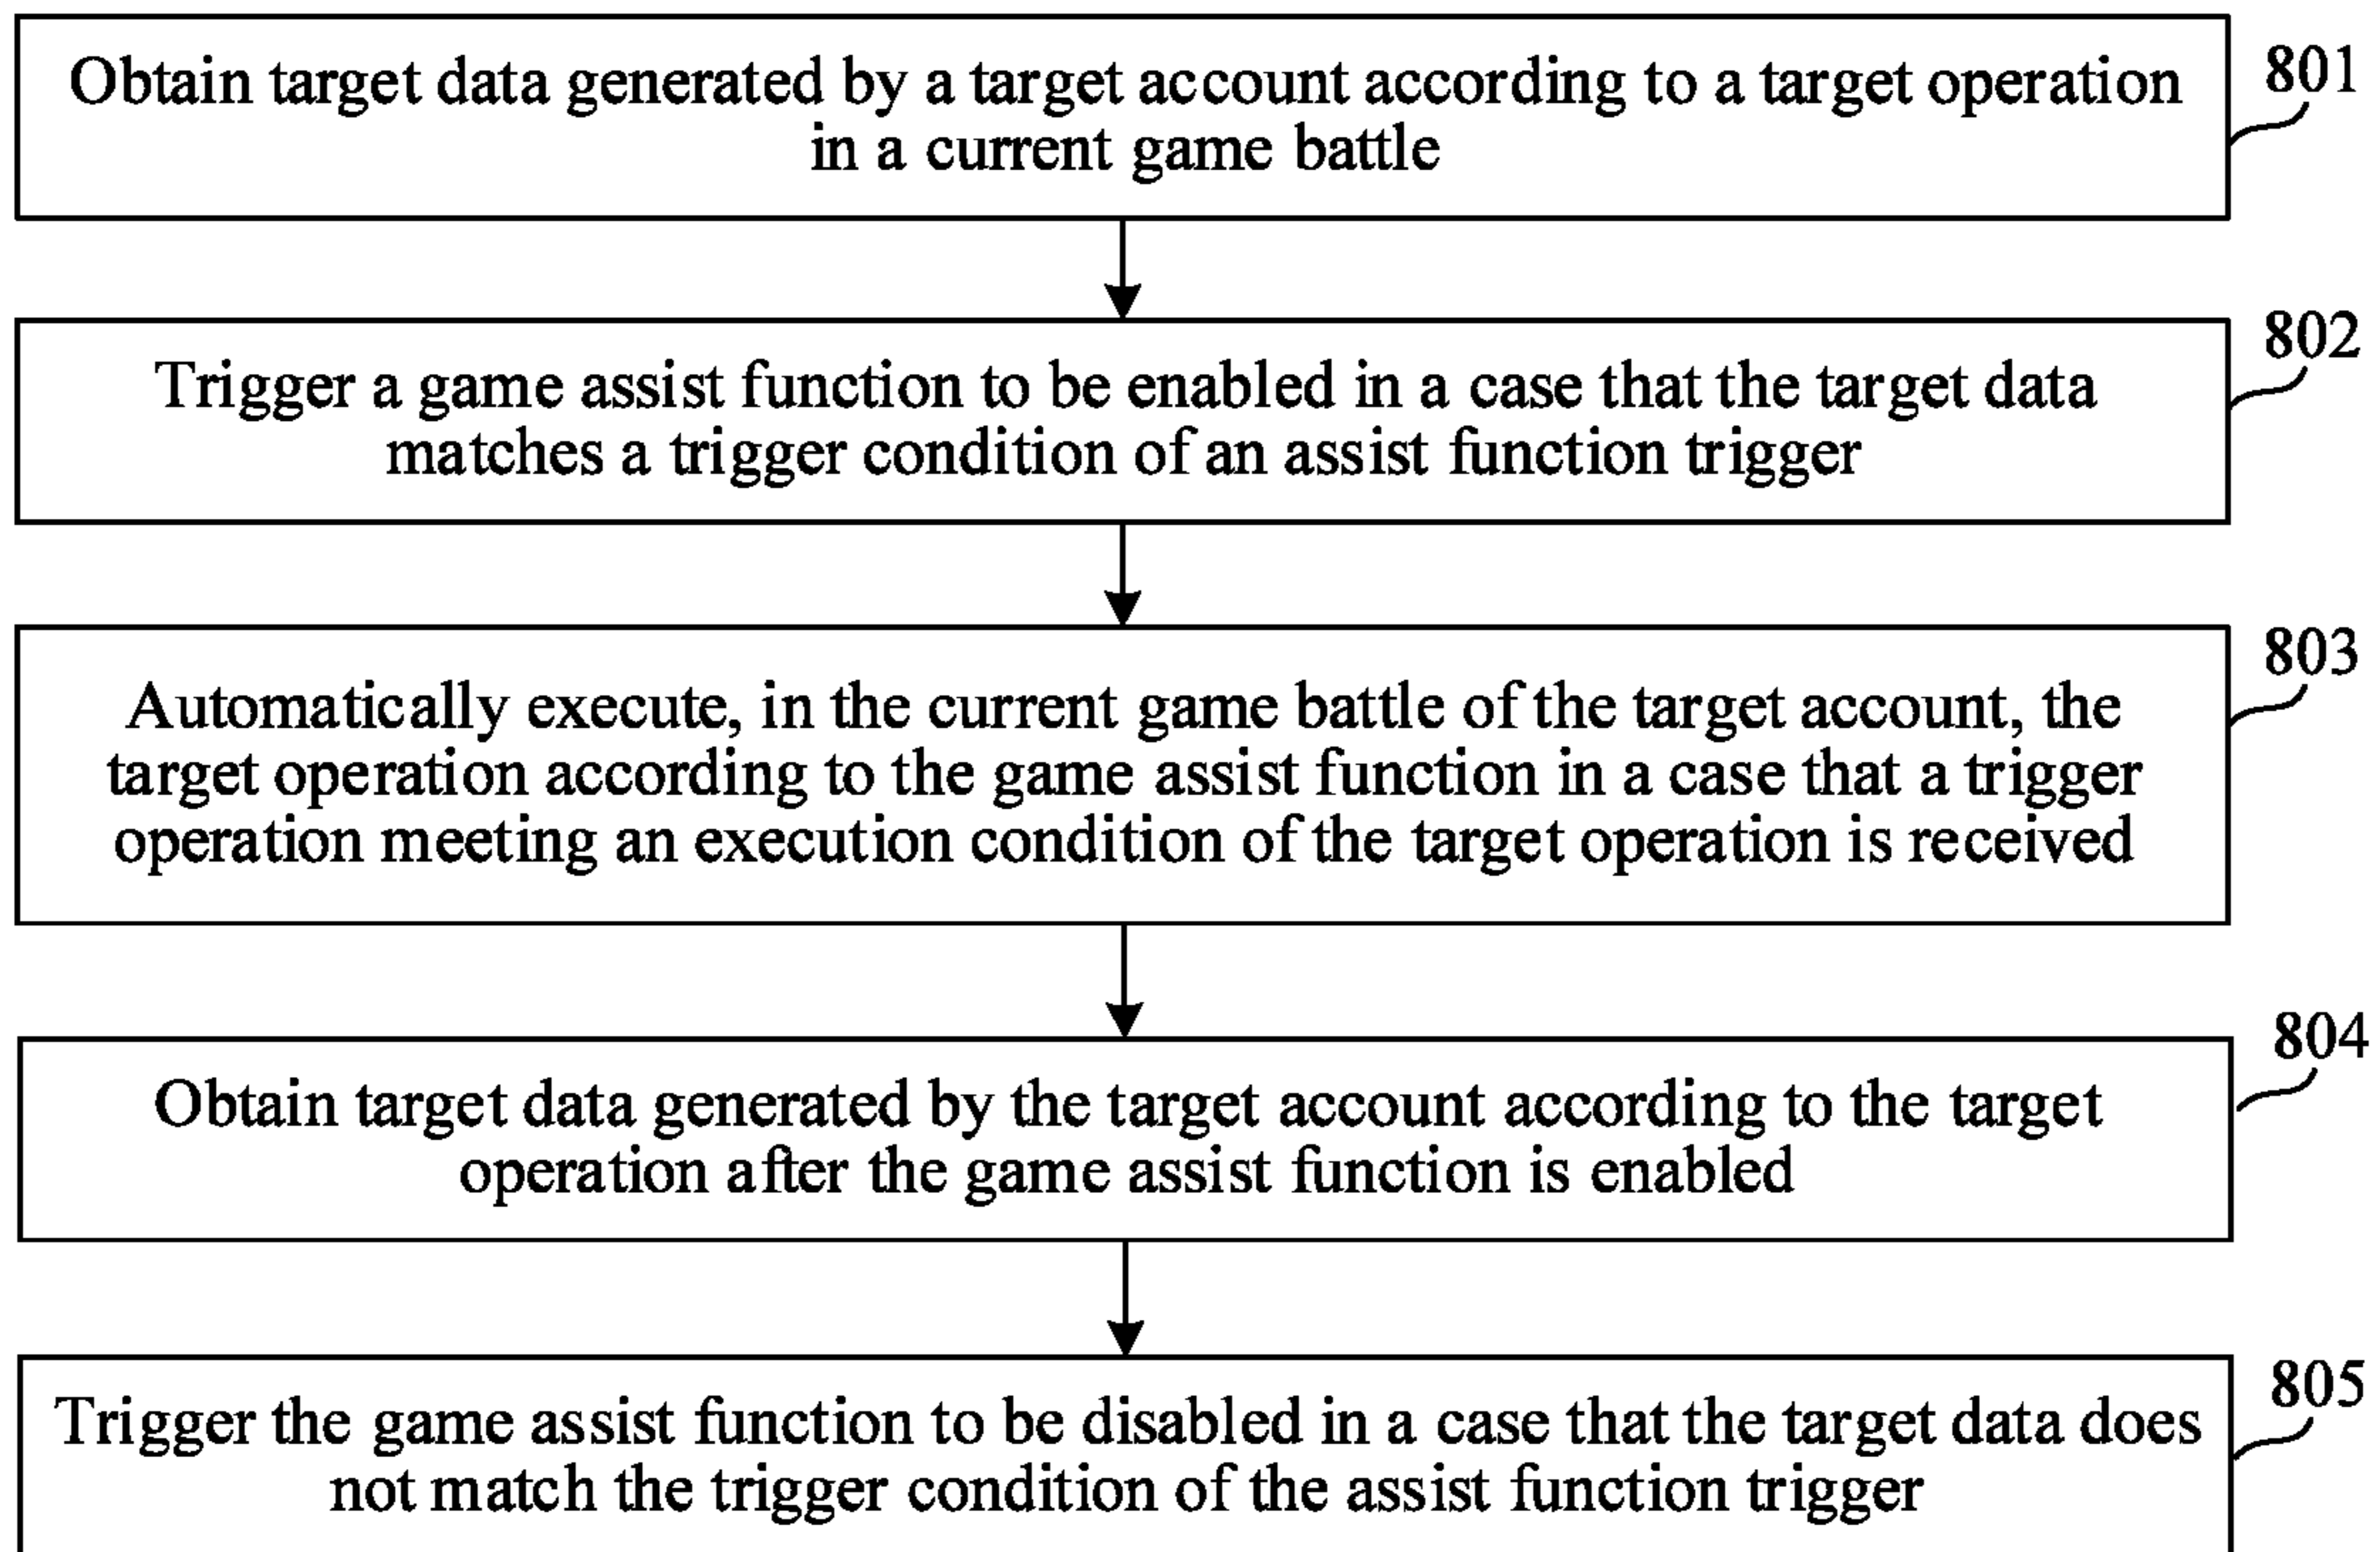 Obtain target data generated by a target account according to a target operation
in a current game battle
801
Trigger a game assist function to be enabled in a case that the target data
matches a trigger condition of an assist function trigger
802
Automatically execute, in the current game battle of the target account, the
target operation according to the game assist function in a case that a trigger
operation meeting an execution condition of the target operation is received
803
Obtain target data generated by the target account according to the target
operation after the game assist function is enabled
804
Trigger the game assist function to be disabled in a case that the target data does
not match the trigger condition of the assist function trigger
805